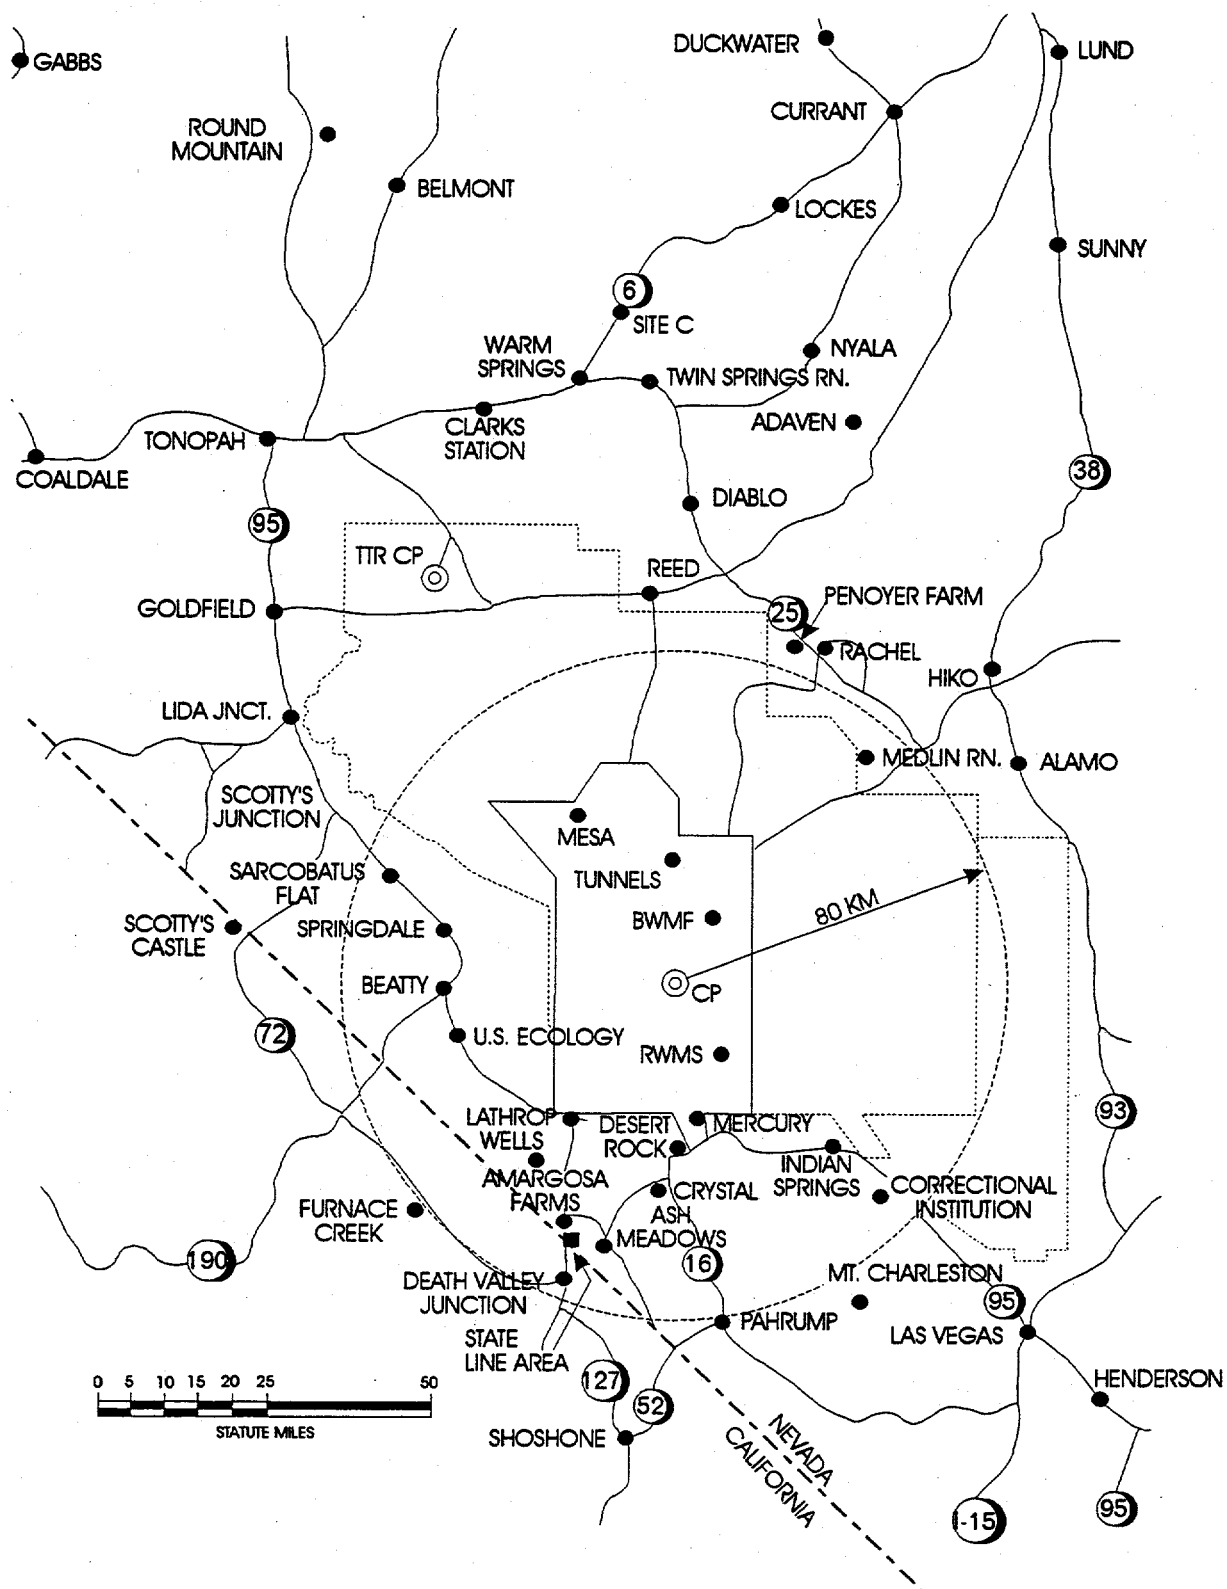 DUCKWATER
LUND
GABBS
CURRANT
ROUND
MOUNTAIN
BELMONT
LOCKES
SUNNY
6
SITE C
WARM
SPRINGS
NYALA
TWIN SPRINGS RN.
ADAVEN
CLARKS
STATION
TONOPAH
COALDALE
38
DIABLO
95
TTR CP
REED
GOLDFIELD
25
PENOYER FARM
RACHEL
HIKO
LIDA JNCT.
MEDLIN RN.
ALAMO
SCOTTY'S
JUNCTION
MESA
TUNNELS
SARCOBATUS
FLAT
80 KM
BWMF
SCOTTY'S
CASTLE
SPRINGDALE
BEATTY
CP
72
U.S. ECOLOGY
RWMS
93
LATHROP
WELLS
DESERT
ROCK
MERCURY
INDIAN
SPRINGS
AMARGOSA
FARMS
CRYSTAL
CORRECTIONAL
INSTITUTION
FURNACE
CREEK
ASH
MEADOWS
190
16
DEATH VALLEY
JUNCTION
MT. CHARLESTON
95
PAHRUMP
LAS VEGAS
STATE
LINE AREA
127
52
HENDERSON
0 5 10 15 20 25 50
STATUTE MILES
SHOSHONE
NEVADA
CALIFORNIA
I-15
95